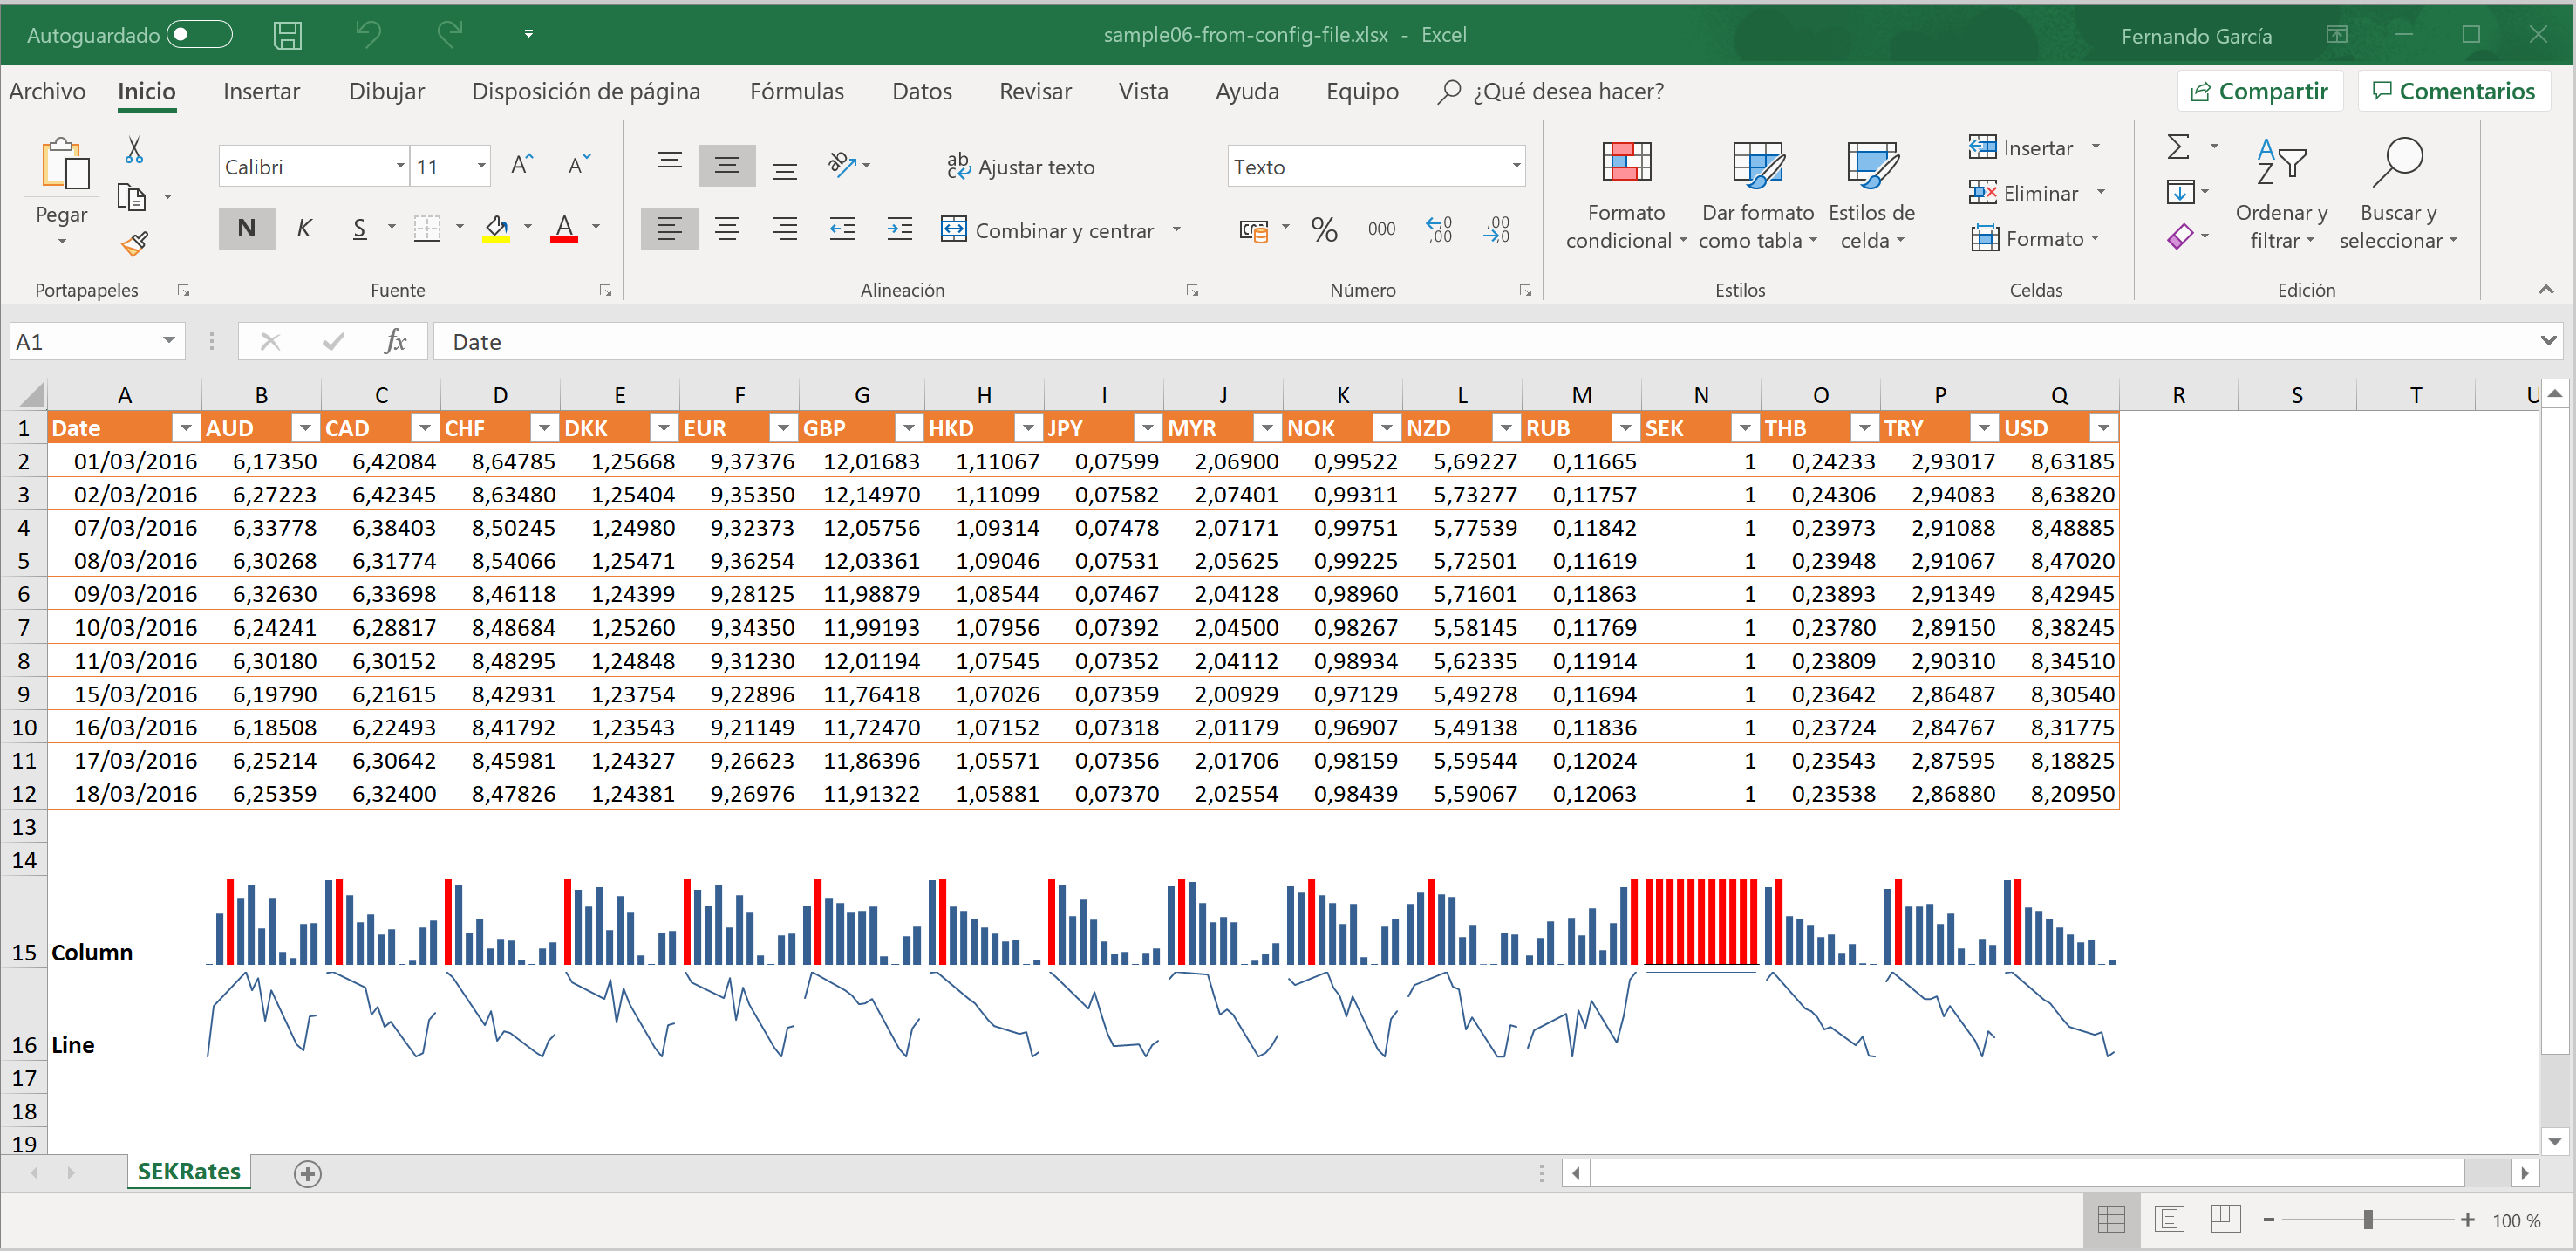 Autoguardado sample06-from-config-file.xlsx - Excel Fernando García
Archivo Inicio Insertar Dibujar Disposición de página Fórmulas Datos Revisar Vista Ayuda Equipo ¿Qué desea hacer? Compartir Comentarios
Pegar
Portapapeles
Calibri 11 A A
N K S A
Fuente
ab Ajustar texto
Combinar y centrar
Alineación
Texto
% 000 0 ,00 ,00 0
Número
Formato condicional
Dar formato como tabla
Estilos de celda
Estilos
Insertar
Eliminar
Formato
Celdas
Σ
Ordenar y filtrar
Buscar y seleccionar
Edición
A1 fx Date
A B C D E F G H I J K L M N O P Q R S T U
1 Date AUD CAD CHF DKK EUR GBP HKD JPY MYR NOK NZD RUB SEK THB TRY USD
2 01/03/2016 6,17350 6,42084 8,64785 1,25668 9,37376 12,01683 1,11067 0,07599 2,06900 0,99522 5,69227 0,11665 1 0,24233 2,93017 8,63185
3 02/03/2016 6,27223 6,42345 8,63480 1,25404 9,35350 12,14970 1,11099 0,07582 2,07401 0,99311 5,73277 0,11757 1 0,24306 2,94083 8,63820
4 07/03/2016 6,33778 6,38403 8,50245 1,24980 9,32373 12,05756 1,09314 0,07478 2,07171 0,99751 5,77539 0,11842 1 0,23973 2,91088 8,48885
5 08/03/2016 6,30268 6,31774 8,54066 1,25471 9,36254 12,03361 1,09046 0,07531 2,05625 0,99225 5,72501 0,11619 1 0,23948 2,91067 8,47020
6 09/03/2016 6,32630 6,33698 8,46118 1,24399 9,28125 11,98879 1,08544 0,07467 2,04128 0,98960 5,71601 0,11863 1 0,23893 2,91349 8,42945
7 10/03/2016 6,24241 6,28817 8,48684 1,25260 9,34350 11,99193 1,07956 0,07392 2,04500 0,98267 5,58145 0,11769 1 0,23780 2,89150 8,38245
8 11/03/2016 6,30180 6,30152 8,48295 1,24848 9,31230 12,01194 1,07545 0,07352 2,04112 0,98934 5,62335 0,11914 1 0,23809 2,90310 8,34510
9 15/03/2016 6,19790 6,21615 8,42931 1,23754 9,22896 11,76418 1,07026 0,07359 2,00929 0,97129 5,49278 0,11694 1 0,23642 2,86487 8,30540
10 16/03/2016 6,18508 6,22493 8,41792 1,23543 9,21149 11,72470 1,07152 0,07318 2,01179 0,96907 5,49138 0,11836 1 0,23724 2,84767 8,31775
11 17/03/2016 6,25214 6,30642 8,45981 1,24327 9,26623 11,86396 1,05571 0,07356 2,01706 0,98159 5,59544 0,12024 1 0,23543 2,87595 8,18825
12 18/03/2016 6,25359 6,32400 8,47826 1,24381 9,26976 11,91322 1,05881 0,07370 2,02554 0,98439 5,59067 0,12063 1 0,23538 2,86880 8,20950
13
14
15 Column
16 Line
17
18
19
SEKRates
100 %